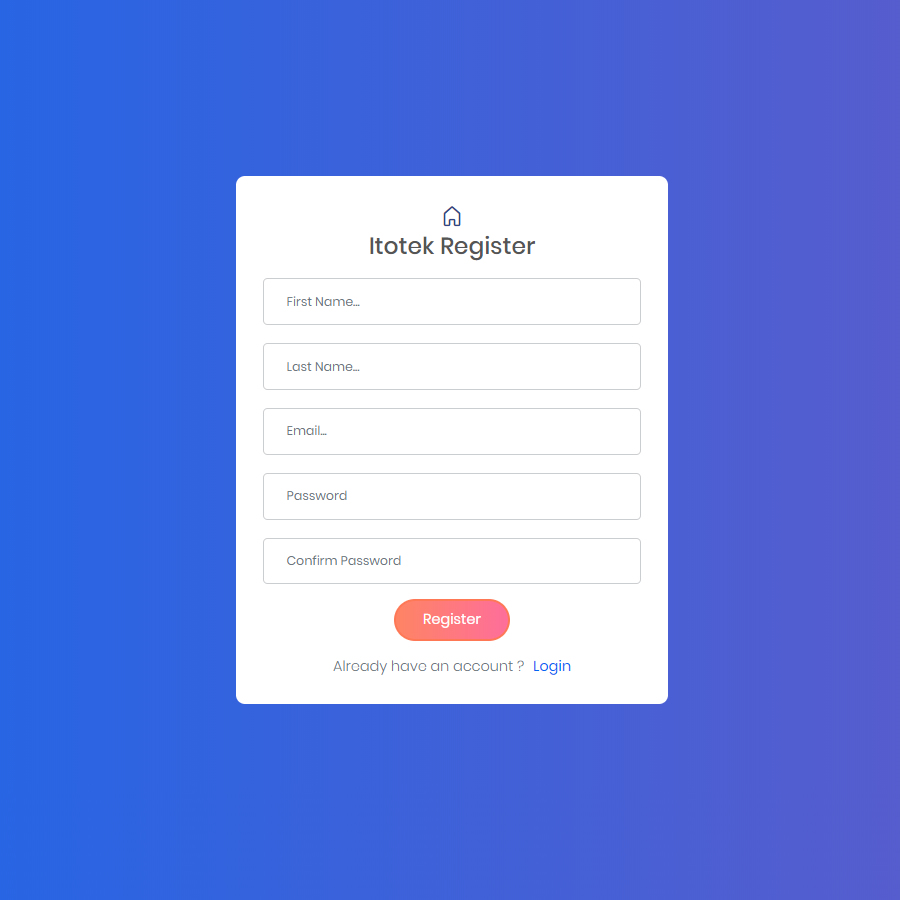 Itotek Register
First Name...
Last Name...
Email...
Password
Confirm Password
Register
Already have an account ? Login